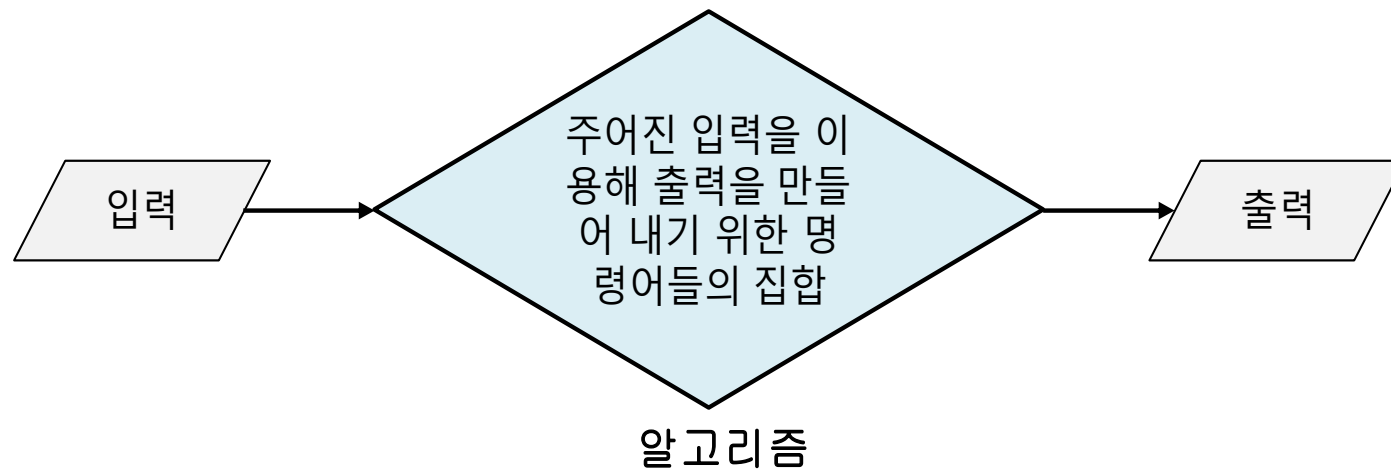 입력
주어진 입력을 이
용해 출력을 만들
어 내기 위한 명
령어들의 집합
출력
알고리즘